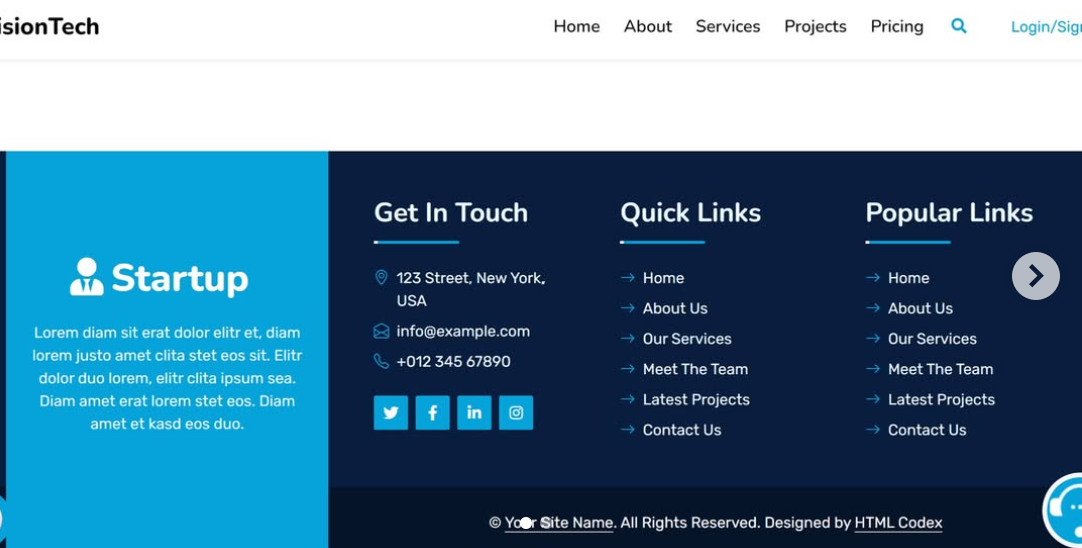 isionTech
Home About Services Projects Pricing
Login/Sig
Startup
Lorem diam sit erat dolor elitr et, diam
lorem justo amet clita stet eos sit. Elitr
dolor duo lorem, elitr clita ipsum sea.
Diam amet erat lorem stet eos. Diam
amet et kasd eos duo.
Get In Touch
123 Street, New York,
USA
info@example.com
+012 345 67890
Quick Links
Home
About Us
Our Services
Meet The Team
Latest Projects
Contact Us
Popular Links
Home
About Us
Our Services
Meet The Team
Latest Projects
Contact Us
© Your Site Name. All Rights Reserved. Designed by HTML Codex